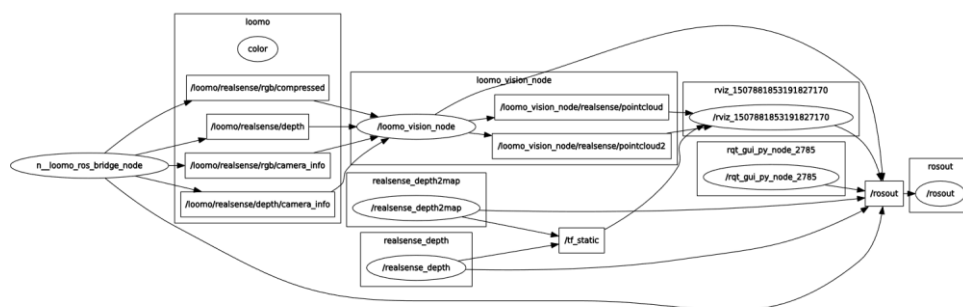 loomo
color
/loomo/realsense/rgb/compressed
/loomo/realsense/depth
/loomo/realsense/rgb/camera_info
/loomo/realsense/depth/camera_info
n__loomo_ros_bridge_node
loomo_vision_node
/loomo_vision_node
/loomo_vision_node/realsense/pointcloud
/loomo_vision_node/realsense/pointcloud2
realsense_depth2map
/realsense_depth2map
realsense_depth
/realsense_depth
/tf_static
rviz_1507881853191827170
/rviz_1507881853191827170
rqt_gui_py_node_2785
/rqt_gui_py_node_2785
/rosout
rosout
/rosout